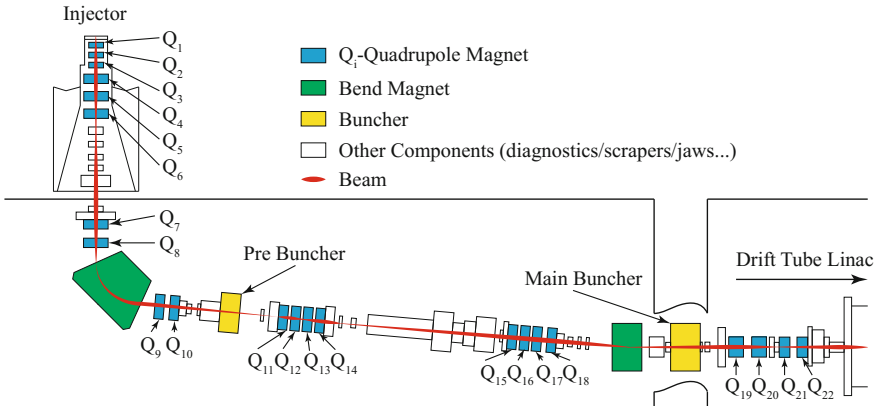 Injector
Q1
Q2
Q3
Q4
Q5
Q6
Qi-Quadrupole Magnet
Bend Magnet
Buncher
Other Components (diagnostics/scrapers/jaws...)
Beam
Q7
Q8
Pre Buncher
Main Buncher
Drift Tube Linac
Q9 Q10
Q11 Q12 Q13 Q14
Q15 Q16 Q17 Q18
Q19 Q20 Q21 Q22